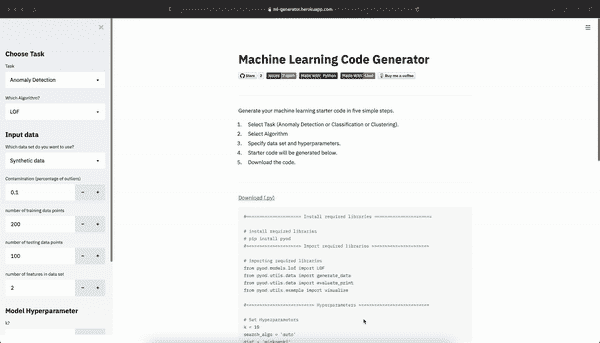 ml-generator.herokuapp.com
Choose Task
Task
Anomaly Detection
Which Algorithm?
LOF
Input data
Which data set do you want to use?
Synthetic data
Contamination (percentage of outliers)
0.1
number of training data points
200
number of testing data points
100
number of features in data set
2
Model Hyperparameter
k?
Machine Learning Code Generator
Share Made With Python Made With Buy me a coffee
Generate your machine learning starter code in five simple steps.
1. Select Task (Anomaly Detection or Classification or Clustering).
2. Select Algorithm
3. Specify data set and hyperparameters.
4. Starter code will be generated below.
5. Download the code.
Download (.py)
Install required libraries
# install required libraries
# pip install pyod
Import required libraries
# importing required libraries
from pyod.models.lof import LOF
from pyod.utils.data import generate_data
from pyod.utils.data import evaluate_print
from pyod.utils.example import visualize
Hyperparameters
# Set Hyperparameters
k = 10
search_algo = 'auto'
dist = 'minkowski'